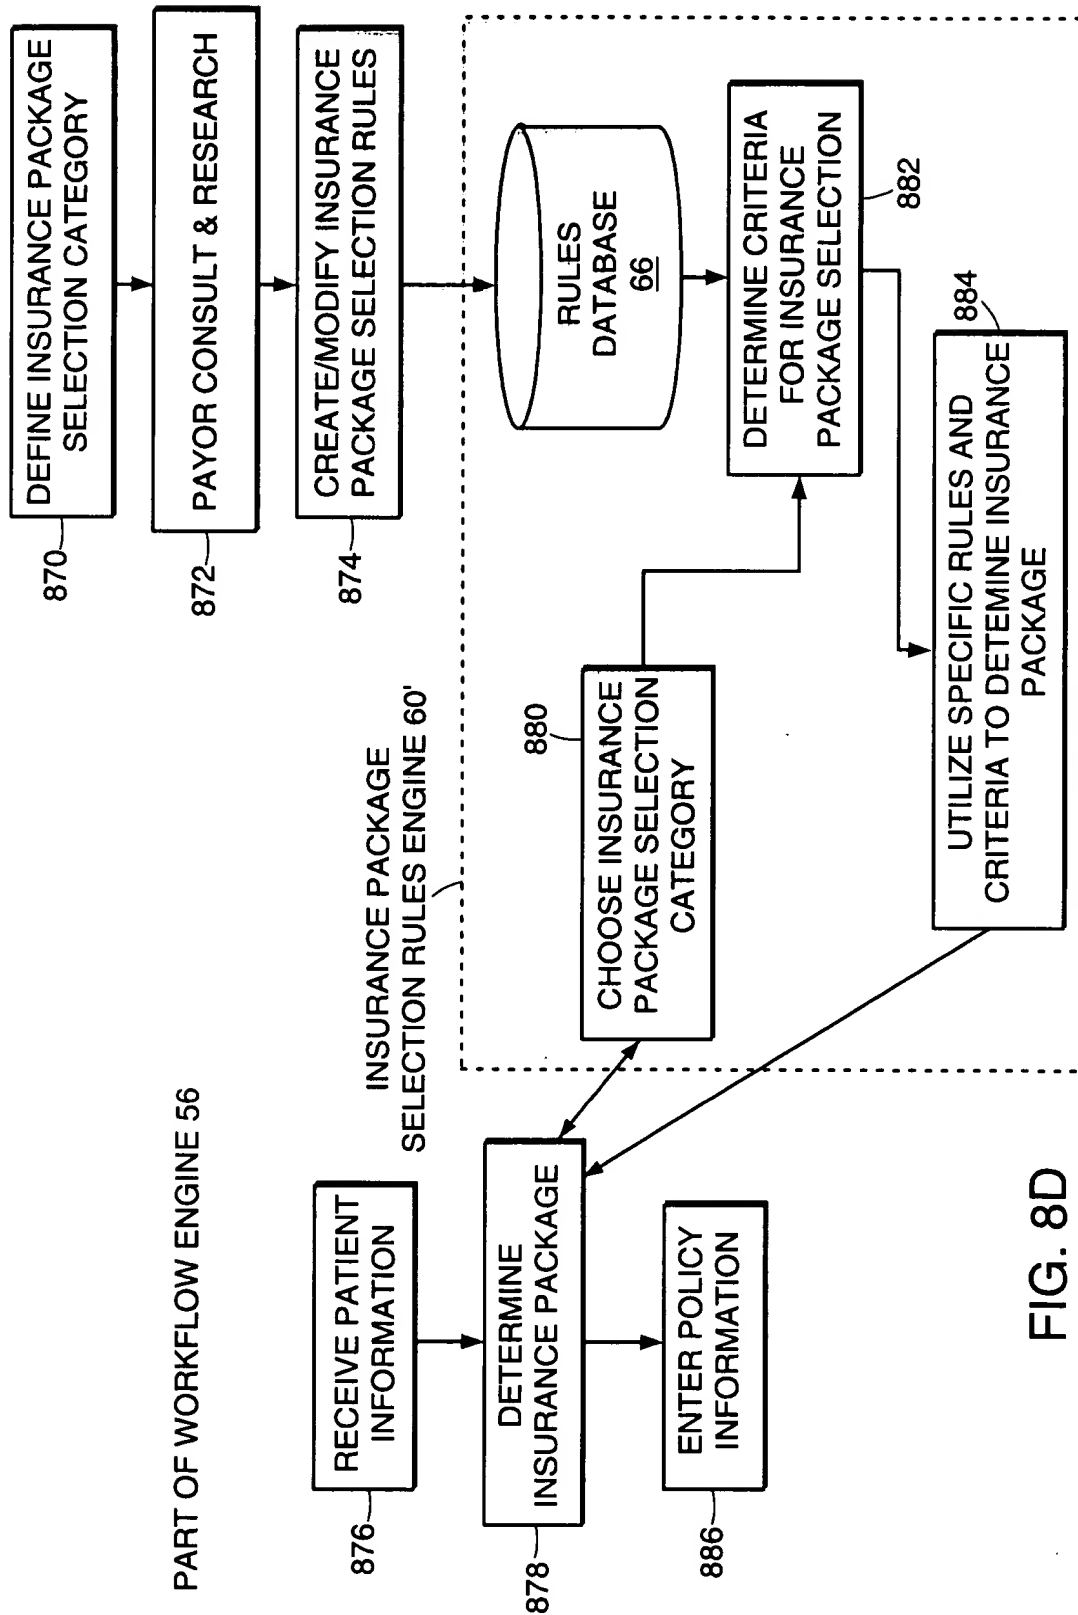 PART OF WORKFLOW ENGINE 56
876
RECEIVE PATIENT
INFORMATION
878
DETERMINE
INSURANCE PACKAGE
886
ENTER POLICY
INFORMATION
INSURANCE PACKAGE
SELECTION RULES ENGINE 60'
880
CHOOSE INSURANCE
PACKAGE SELECTION
CATEGORY
870
DEFINE INSURANCE PACKAGE
SELECTION CATEGORY
872
PAYOR CONSULT & RESEARCH
874
CREATE/MODIFY INSURANCE
PACKAGE SELECTION RULES
RULES
DATABASE
66
DETERMINE CRITERIA
FOR INSURANCE
PACKAGE SELECTION
882
884
UTILIZE SPECIFIC RULES AND
CRITERIA TO DETEMINE INSURANCE
PACKAGE
FIG. 8D